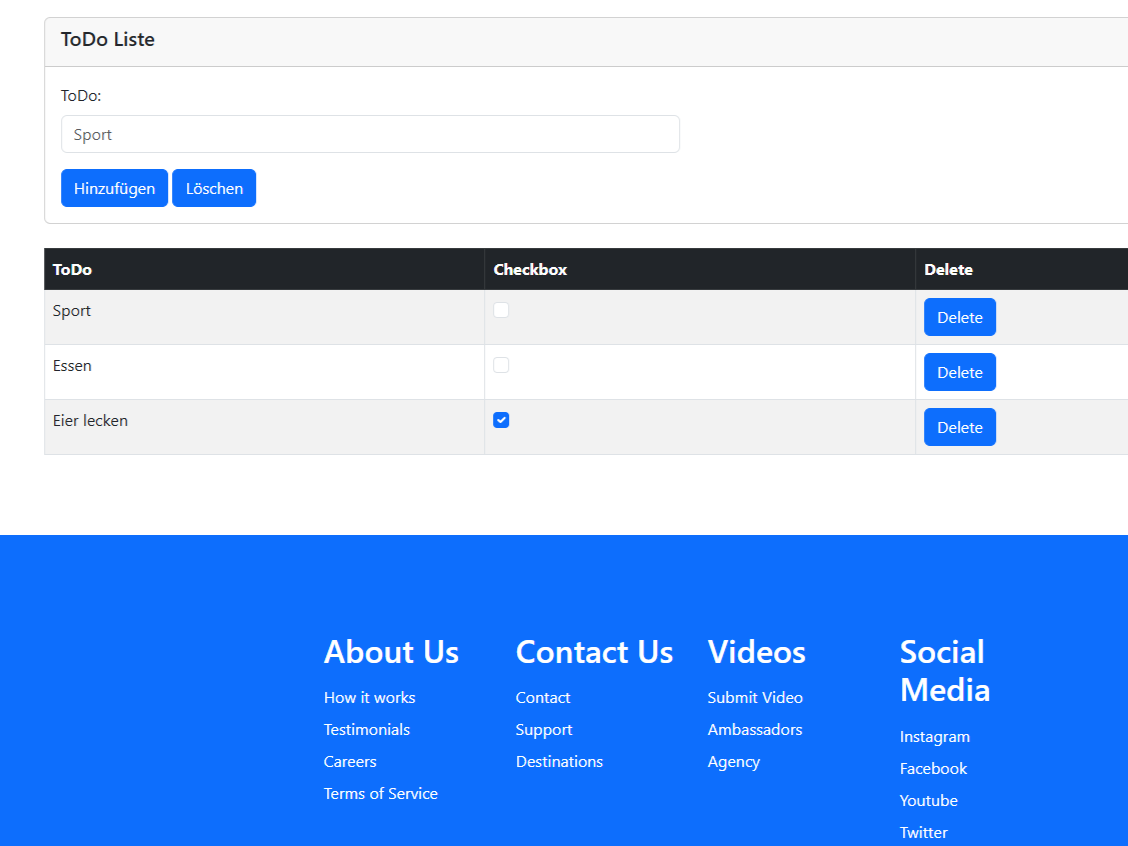 ToDo Liste
ToDo:
Sport
Hinzufügen Löschen
ToDo Checkbox Delete
Sport Delete
Essen Delete
Eier lecken Delete
About Us
How it works
Testimonials
Careers
Terms of Service
Contact Us
Contact
Support
Destinations
Videos
Submit Video
Ambassadors
Agency
Social
Media
Instagram
Facebook
Youtube
Twitter